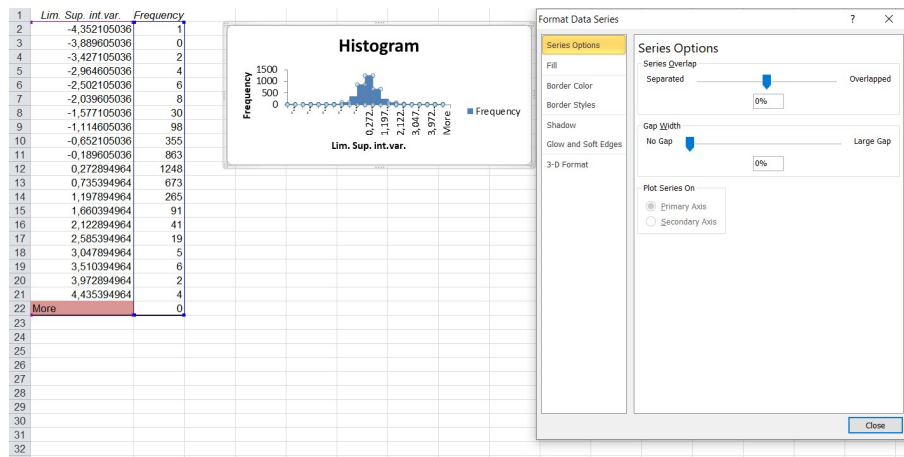 1 Lim. Sup. int.var. Frequency
2 -4,352105036 1
3 -3,889605036 0
4 -3,427105036 2
5 -2,964605036 4
6 -2,502105036 6
7 -2,039605036 8
8 -1,577105036 30
9 -1,114605036 98
10 -0,652105036 355
11 -0,189605036 863
12 0,272894964 1248
13 0,735394964 673
14 1,197894964 265
15 1,660394964 91
16 2,122894964 41
17 2,585394964 19
18 3,047894964 5
19 3,510394964 6
20 3,972894964 2
21 4,435394964 4
22 More 0
23
24
25
26
27
28
29
30
31
32
Histogram
Frequency
1500
1000
500
0
0,272…
1,197…
2,122…
3,047…
3,972…
More
Lim. Sup. int.var.
Frequency
Format Data Series ? ×
Series Options
Fill
Border Color
Border Styles
Shadow
Glow and Soft Edges
3-D Format
Series Options
Series Overlap
Separated Overlapped
0%
Gap Width
No Gap Large Gap
0%
Plot Series On
Primary Axis
Secondary Axis
Close